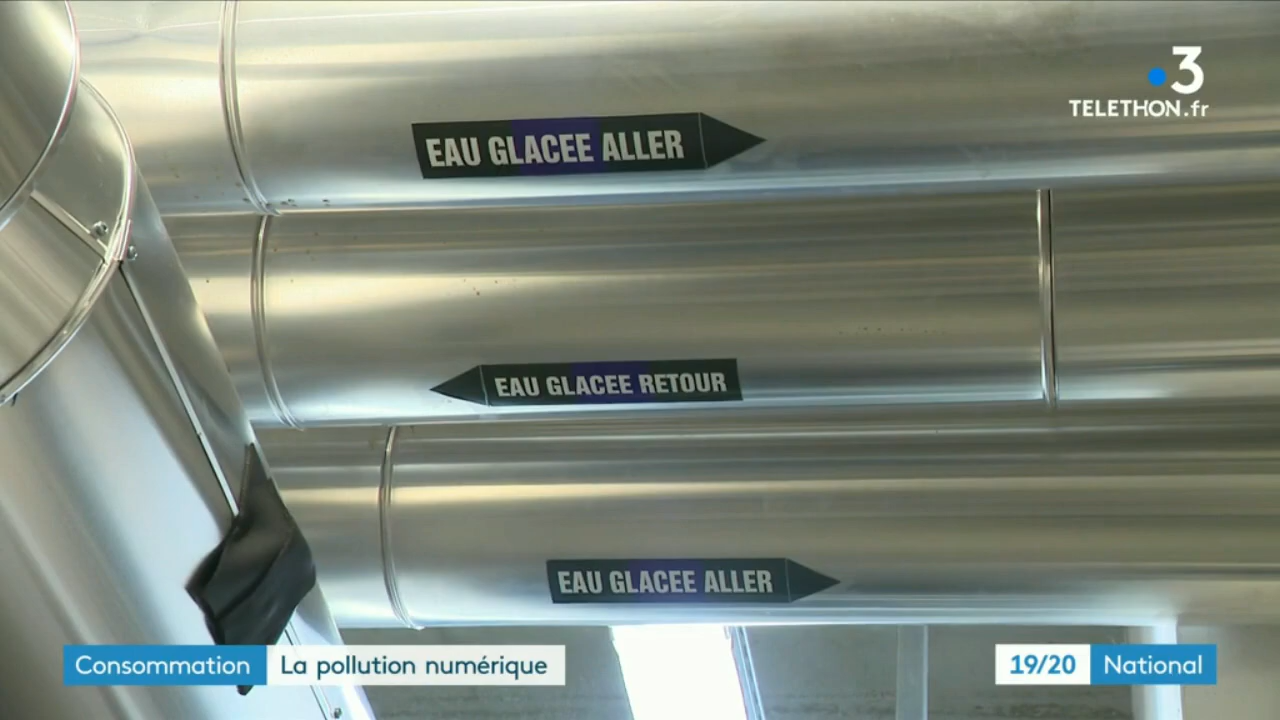 3
TELETHON.fr
EAU GLACEE ALLER
EAU GLACEE RETOUR
EAU GLACEE ALLER
Consommation La pollution numérique
19/20 National